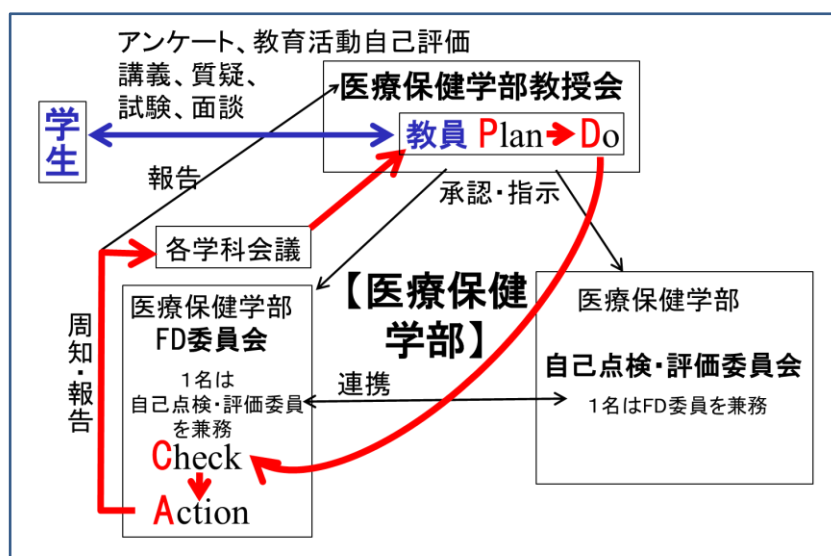 アンケート、教育活動自己評価
講義、質疑、
試験、面談
医療保健学部教授会
学生
教員 Plan Do
報告
承認・指示
各学科会議
【医療保健
学部】
医療保健学部
FD委員会
1名は
自己点検・評価委員
を兼務
Check
Action
周知・報告
連携
医療保健学部
自己点検・評価委員会
1名はFD委員を兼務